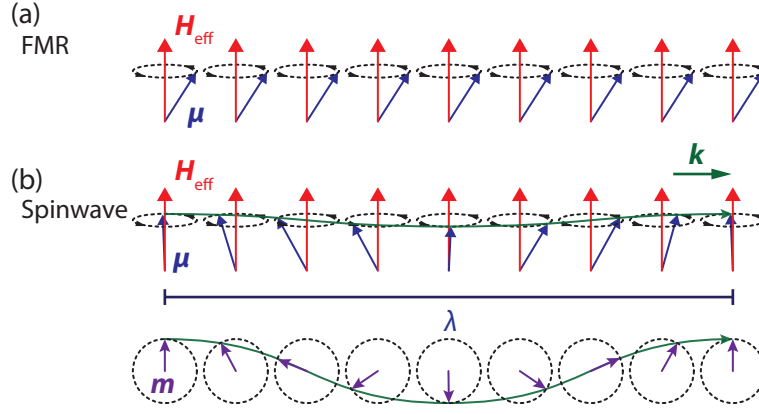 (a)
FMR
H_eff
μ
k
(b)
Spinwave
H_eff
μ
λ
m